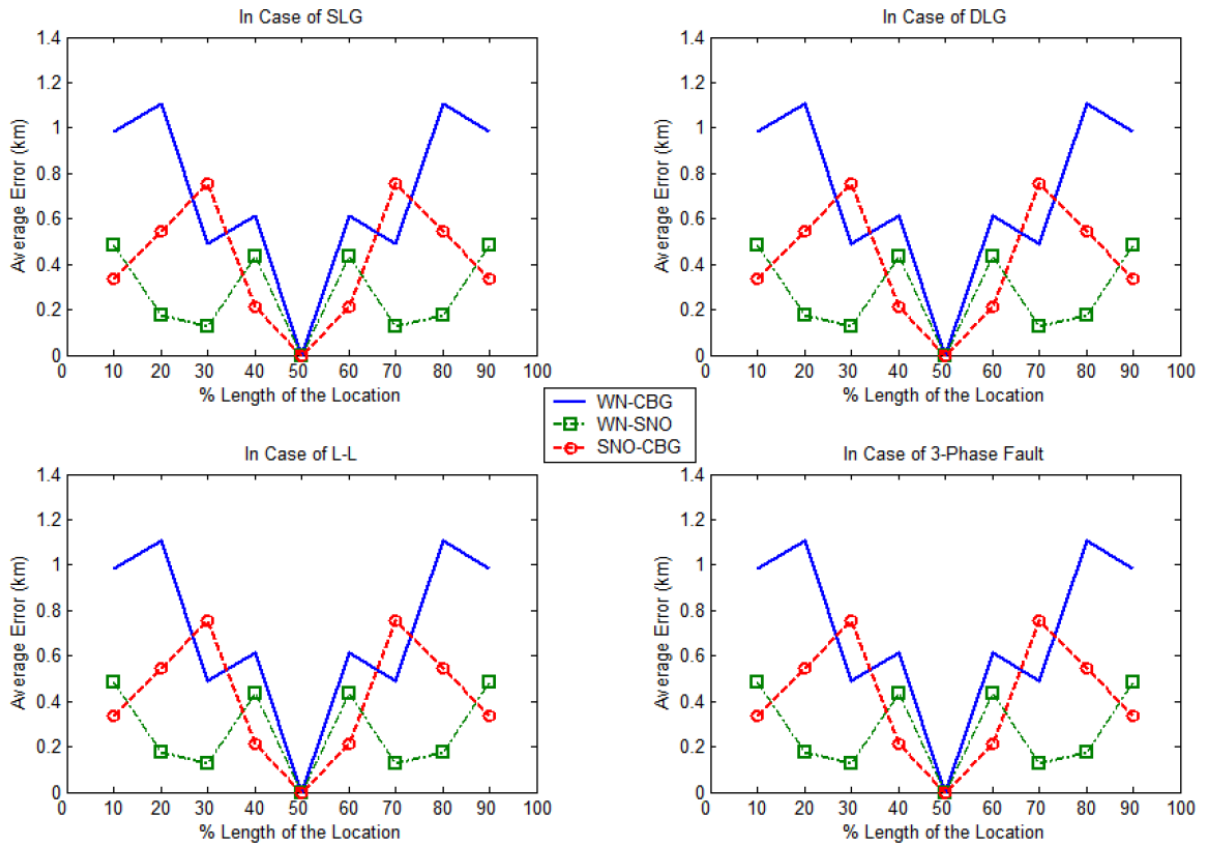 In Case of SLG
1.4
1.2
1
0.8
0.6
0.4
0.2
0
Average Error (km)
0 10 20 30 40 50 60 70 80 90 100
% Length of the Location
In Case of DLG
1.4
1.2
1
0.8
0.6
0.4
0.2
0
Average Error (km)
0 10 20 30 40 50 60 70 80 90 100
% Length of the Location
WN-CBG
WN-SNO
SNO-CBG
In Case of L-L
1.4
1.2
1
0.8
0.6
0.4
0.2
0
Average Error (km)
0 10 20 30 40 50 60 70 80 90 100
% Length of the Location
In Case of 3-Phase Fault
1.4
1.2
1
0.8
0.6
0.4
0.2
0
Average Error (km)
0 10 20 30 40 50 60 70 80 90 100
% Length of the Location